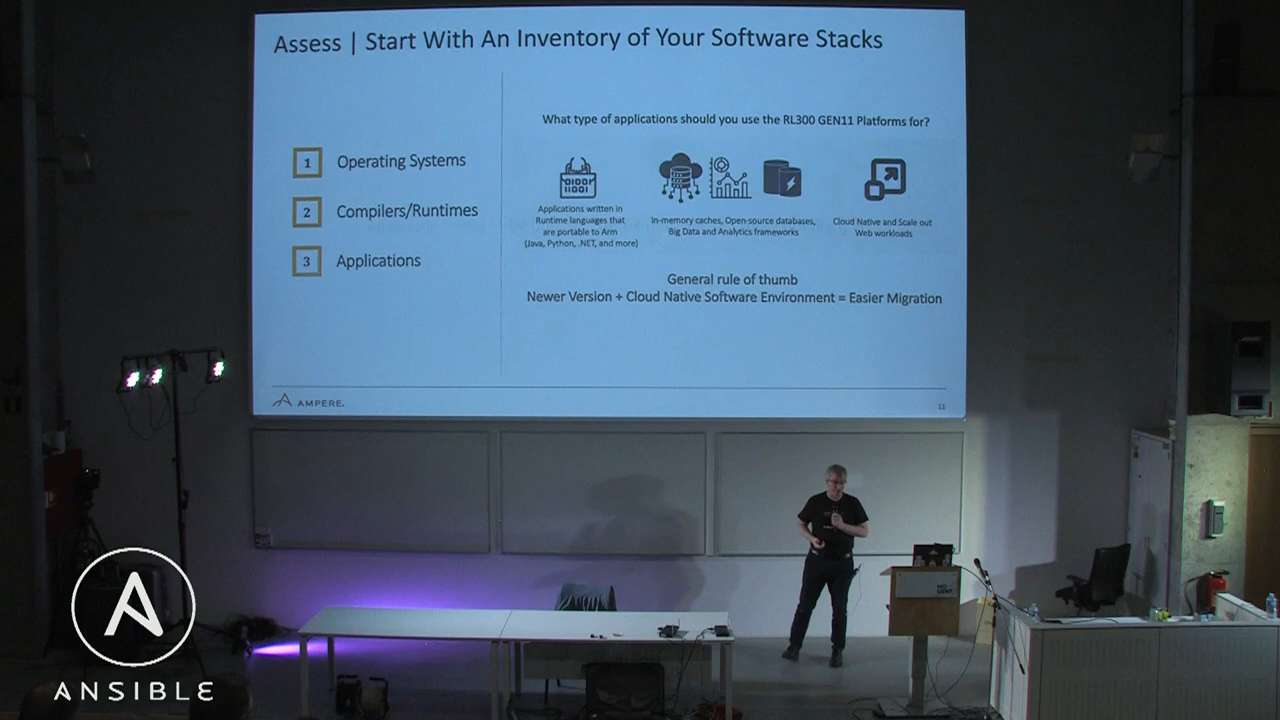 Assess | Start With An Inventory of Your Software Stacks
1 Operating Systems
2 Compilers/Runtimes
3 Applications
What type of applications should you use the RL300 GEN11 Platforms for?
Applications written in
Runtime languages that
are portable to Arm
(Java, Python, .NET, and more)
In-memory caches, Open-source databases,
Big Data and Analytics frameworks
Cloud Native and Scale out
Web workloads
General rule of thumb
Newer Version + Cloud Native Software Environment = Easier Migration
AMPERE.
11
ANSIBLE